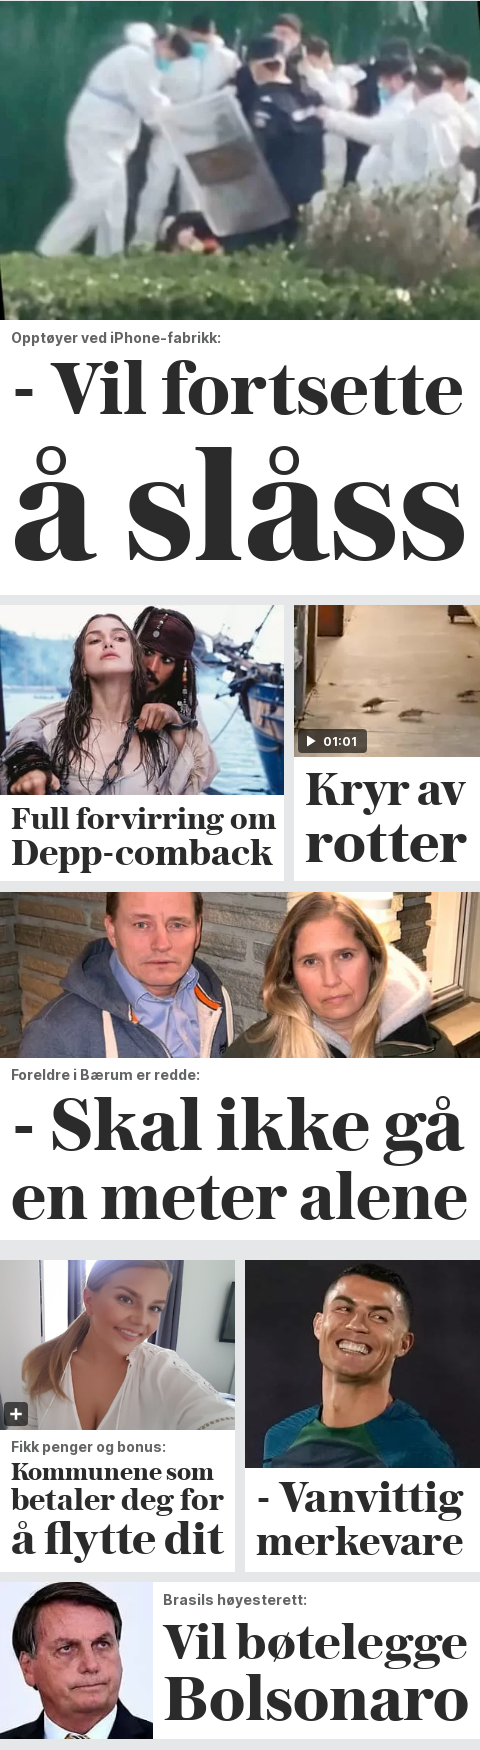 Opptøyer ved iPhone-fabrikk:
- Vil fortsette
å slåss
Full forvirring om
Depp-comback
01:01
Kryr av
rotter
Foreldre i Bærum er redde:
- Skal ikke gå
en meter alene
Fikk penger og bonus:
Kommunene som
betaler deg for
å flytte dit
- Vanvittig
merkevare
Brasils høyesterett:
Vil bøtelegge
Bolsonaro